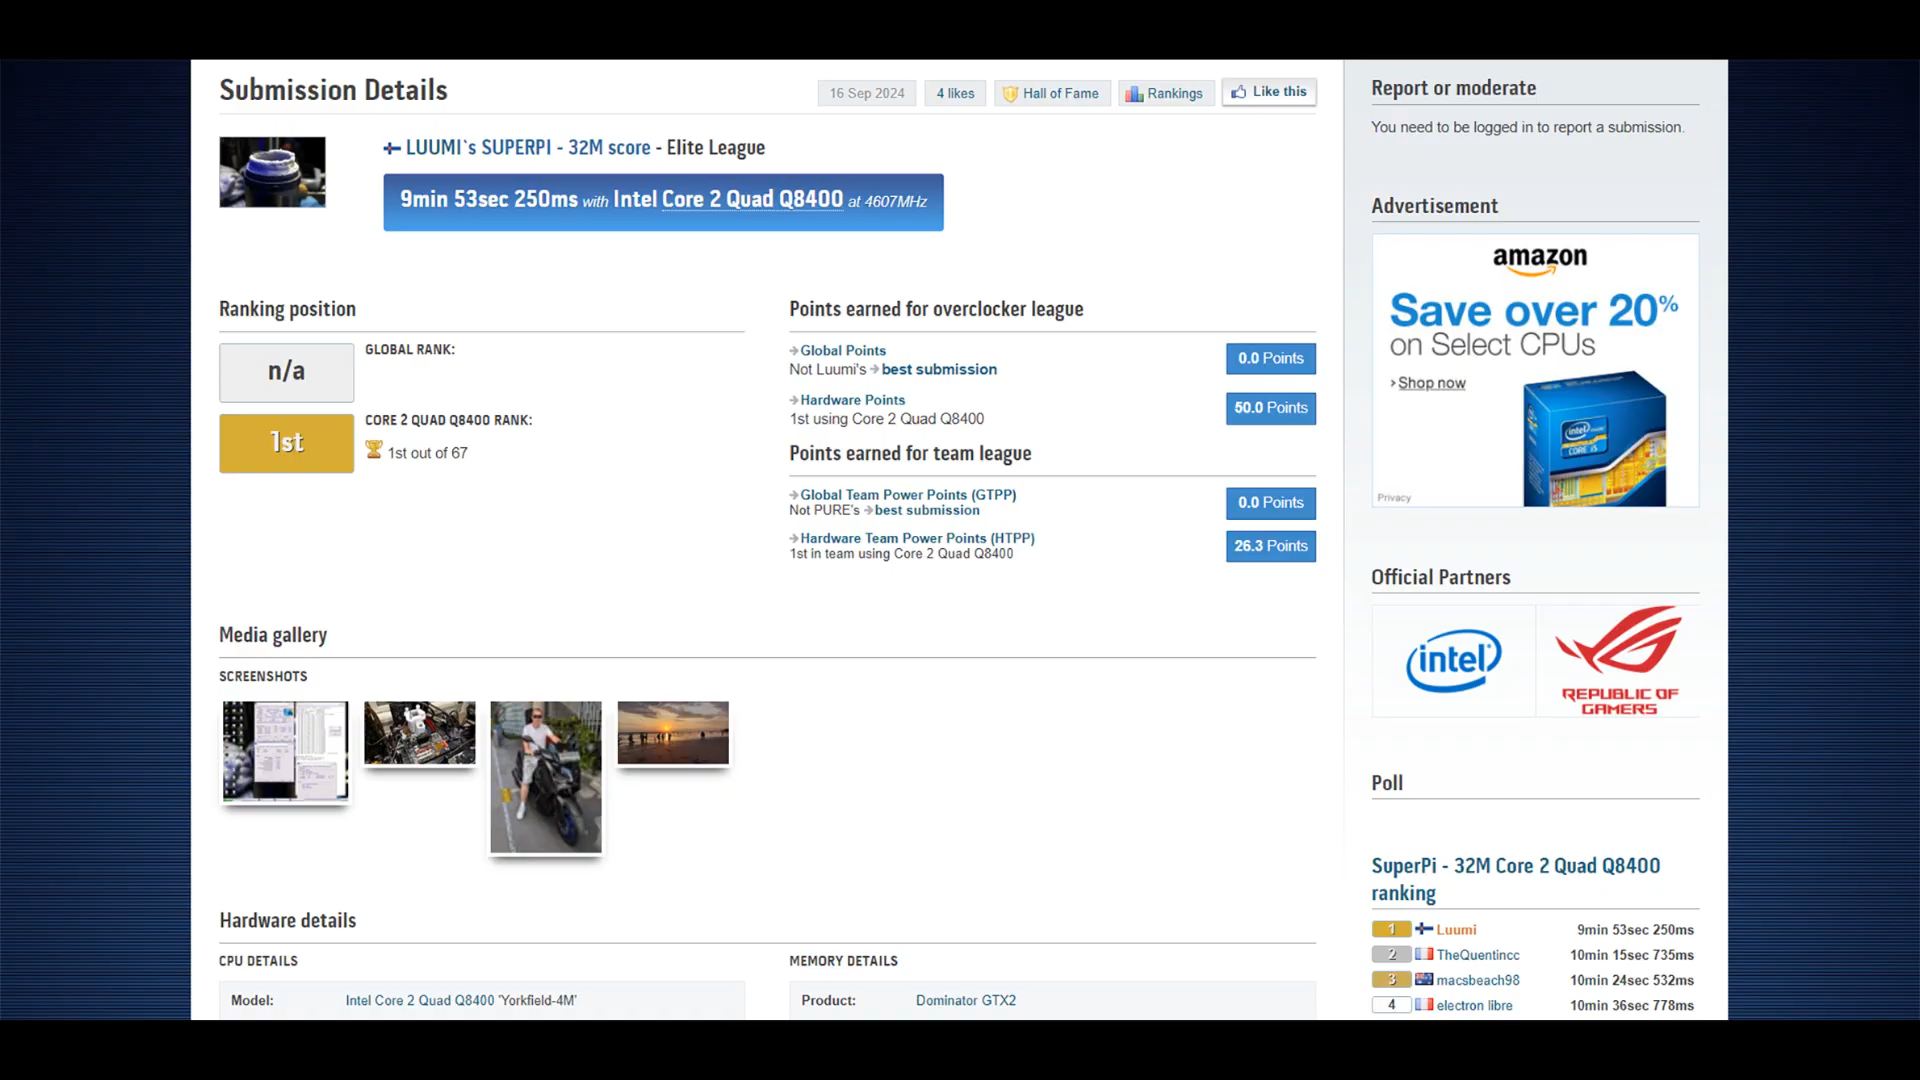 Submission Details
16 Sep 2024
4 likes
Hall of Fame
Rankings
Like this
LUUMI`s SUPERPI - 32M score - Elite League
9min 53sec 250ms with Intel Core 2 Quad Q8400 at 4607MHz
Ranking position
n/a
GLOBAL RANK:
1st
CORE 2 QUAD Q8400 RANK:
1st out of 67
Points earned for overclocker league
Global Points
Not Luumi's best submission
0.0 Points
Hardware Points
1st using Core 2 Quad Q8400
50.0 Points
Points earned for team league
Global Team Power Points (GTPP)
Not PURE's best submission
0.0 Points
Hardware Team Power Points (HTPP)
1st in team using Core 2 Quad Q8400
26.3 Points
Media gallery
SCREENSHOTS
Hardware details
CPU DETAILS
Model: Intel Core 2 Quad Q8400 'Yorkfield-4M'
MEMORY DETAILS
Product: Dominator GTX2
Report or moderate
You need to be logged in to report a submission.
Advertisement
amazon
Save over 20%
on Select CPUs
Shop now
intel
CORE i5
Privacy
Official Partners
intel
REPUBLIC OF
GAMERS
Poll
SuperPi - 32M Core 2 Quad Q8400
ranking
1 Luumi 9min 53sec 250ms
2 TheQuentincc 10min 15sec 735ms
3 macsbeach98 10min 24sec 532ms
4 electron libre 10min 36sec 778ms